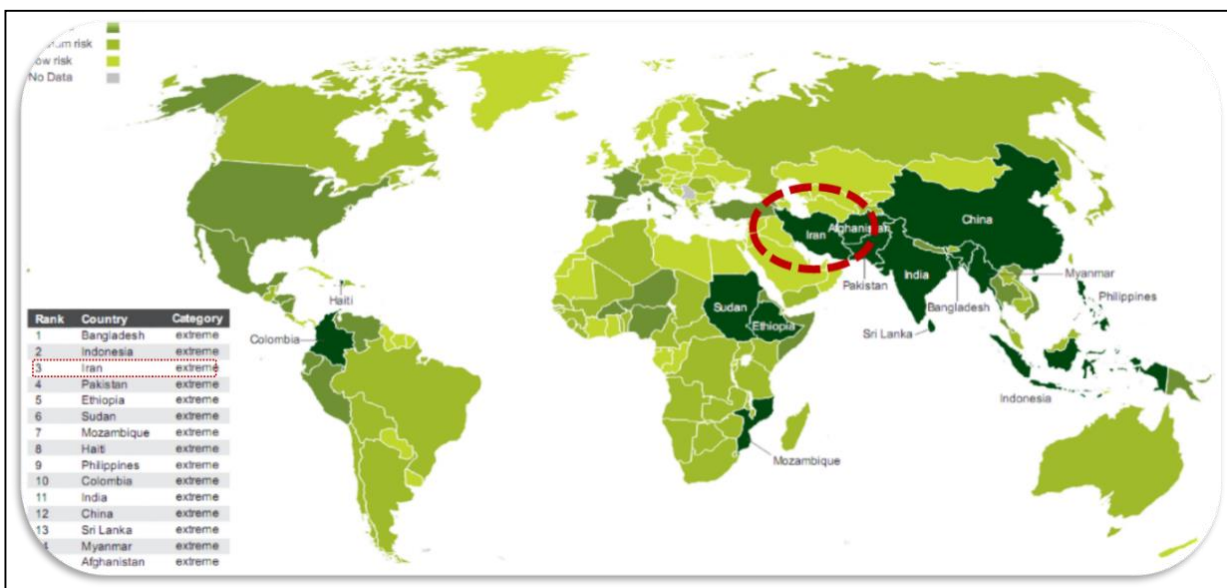 risk
risk
No Data
Iran
Afghanistan
China
India
Pakistan
Bangladesh
Myanmar
Philippines
Sri Lanka
Indonesia
Haiti
Colombia
Sudan
Ethiopia
Mozambique
Rank Country Category
1 Bangladesh extreme
2 Indonesia extreme
3 Iran extreme
4 Pakistan extreme
5 Ethiopia extreme
6 Sudan extreme
7 Mozambique extreme
8 Haiti extreme
9 Philippines extreme
10 Colombia extreme
11 India extreme
12 China extreme
13 Sri Lanka extreme
Myanmar extreme
Afghanistan extreme